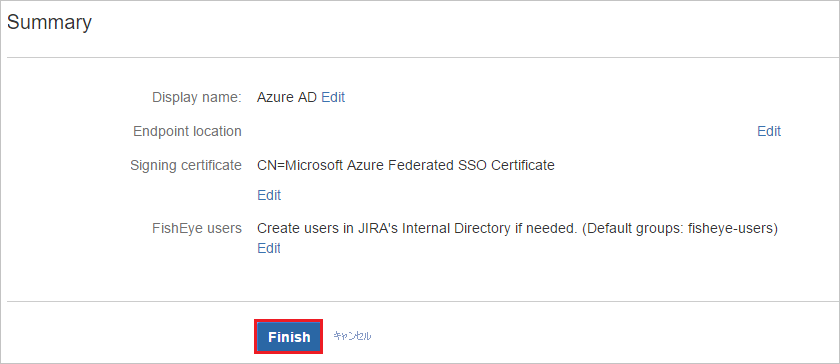 Summary
Display name: Azure AD Edit
Endpoint location Edit
Signing certificate CN=Microsoft Azure Federated SSO Certificate
Edit
FishEye users Create users in JIRA's Internal Directory if needed. (Default groups: fisheye-users)
Edit
Finish キャンセル